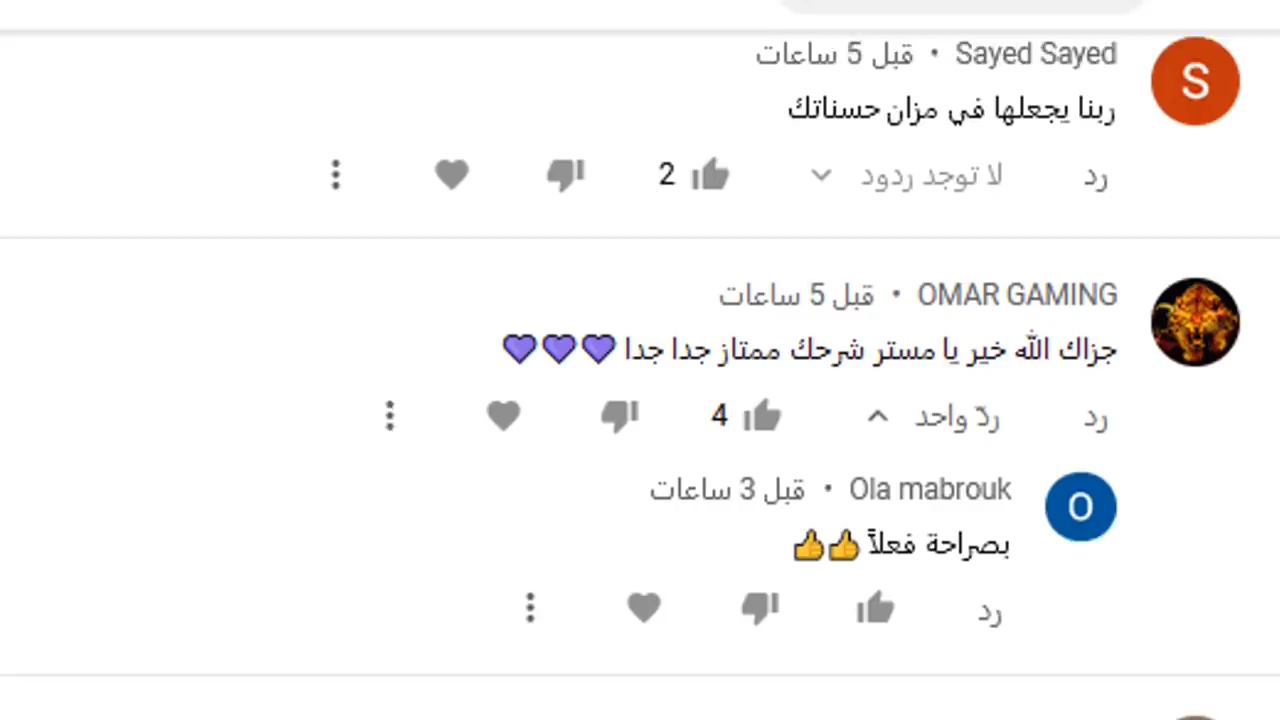 Sayed Sayed • قبل 5 ساعات
S
ربنا يجعلها في مزان حسناتك
رد لا توجد ردود 2
OMAR GAMING • قبل 5 ساعات
جزاك الله خير يا مستر شرحك ممتاز جدا جدا 💜💜💜
رد ردّ واحد 4
Ola mabrouk • قبل 3 ساعات
O
بصراحة فعلاً 👍👍
رد